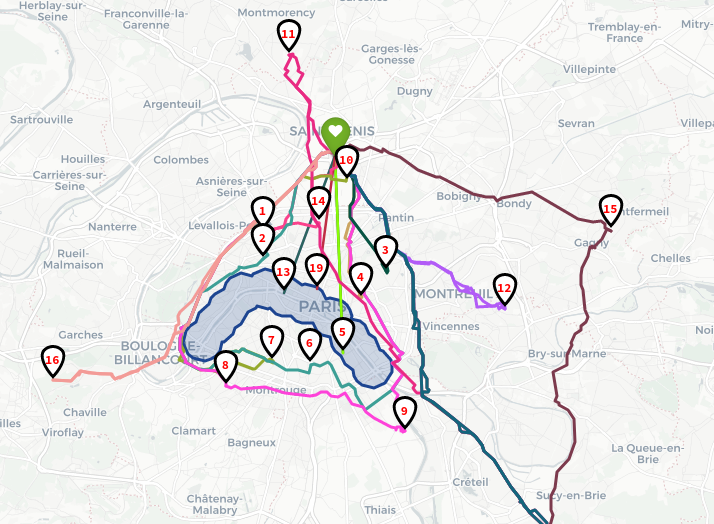 Herblay-sur-
Seine
Franconville-la-
Garenne
Montmorency
Tremblay-en-
France
Mitry-
11
Garges-lès-
Gonesse
Villepinte
Dugny
Argenteuil
Sartrouville
SAINT-DENIS
Sevran
Villepa
Houilles
Colombes
10
Carrières-sur-
Seine
Asnières-sur-
Seine
Bobigny
Bondy
14
15
1
Pantin
ntfermeil
Nanterre
Levallois-P
2
3
Gagny
Rueil-
Malmaison
Chelles
13
19
4
12
MONTREUIL
PARIS
Vincennes
Garches
5
Noi
BOULOGNE-
BILLANCOURT
7
6
Bry-sur-Marne
16
8
Montrouge
9
Chaville
illes
Viroflay
Clamart
Bagneux
La Queue-en-
Brie
Châtenay-
Malabry
Créteil
Sucy-en-Brie
Thiais